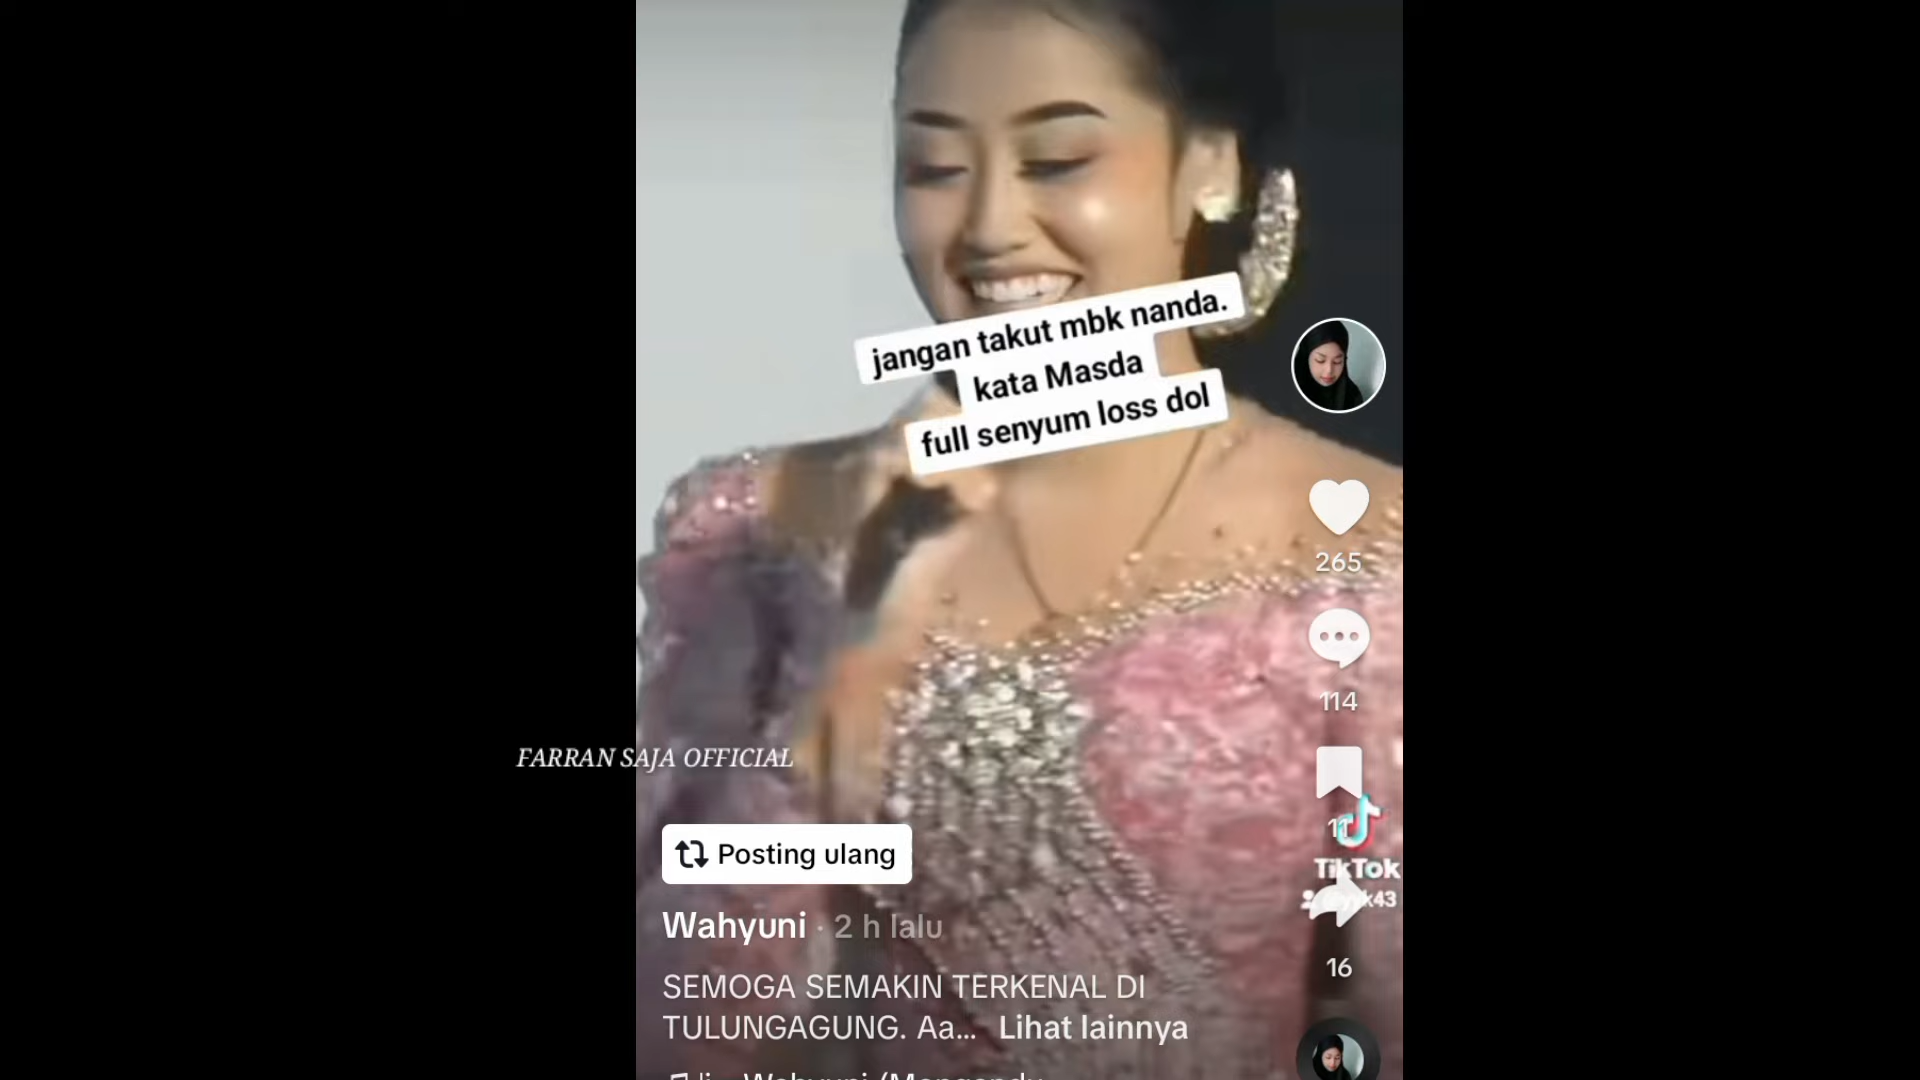 jangan takut mbk nanda.
kata Masda
full senyum loss dol
265
114
FARRAN SAJA OFFICIAL
11
TikTok
Posting ulang
Wahyuni · 2 h lalu
16
SEMOGA SEMAKIN TERKENAL DI
TULUNGAGUNG. Aa... Lihat lainnya